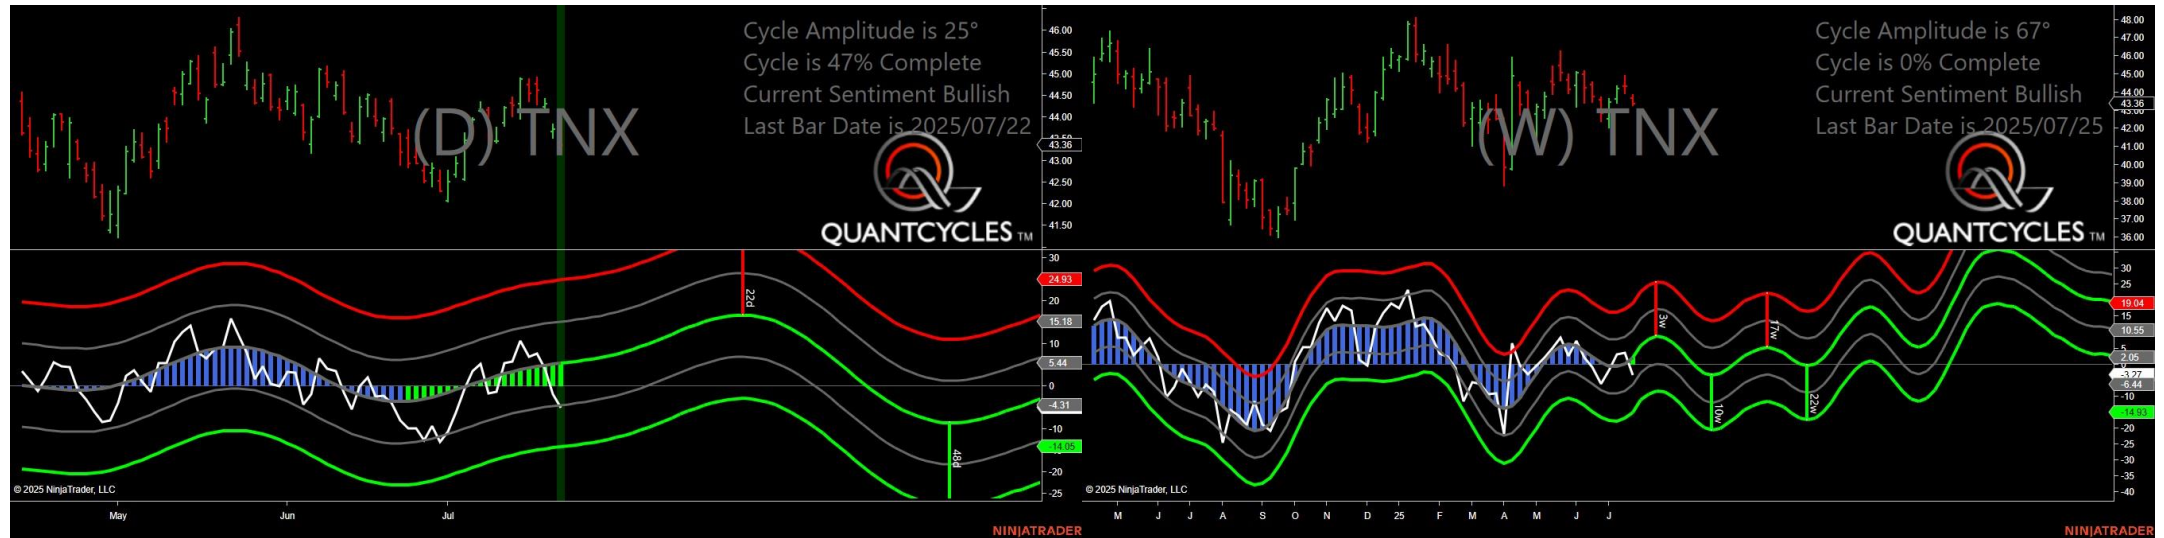 Cycle Amplitude is 25°
Cycle is 47% Complete
Current Sentiment Bullish
Last Bar Date is 2025/07/22
(D) TNX
QUANTCYCLES TM
46.00
45.00
44.50
44.00
43.50
43.36
43.00
42.50
42.00
41.50
30
24.93
20
15.18
10
5.44
0
-4.31
-10
-14.05
-20
-25
22d
48d
© 2025 NinjaTrader, LLC
May
Jun
Jul
NINJATRADER
Cycle Amplitude is 67°
Cycle is 0% Complete
Current Sentiment Bullish
Last Bar Date is 2025/07/25
(W) TNX
QUANTCYCLES TM
48.00
47.00
46.00
45.00
44.00
43.36
42.00
41.00
40.00
39.00
38.00
37.00
36.00
30
25
19.04
15
10.55
5
2.05
-3.27
-6.44
-10
-14.93
-20
-25
-30
-35
-40
3w
17w
10w
22w
© 2025 NinjaTrader, LLC
M J J A S O N D 25 F M A M J J
NINJATRADER